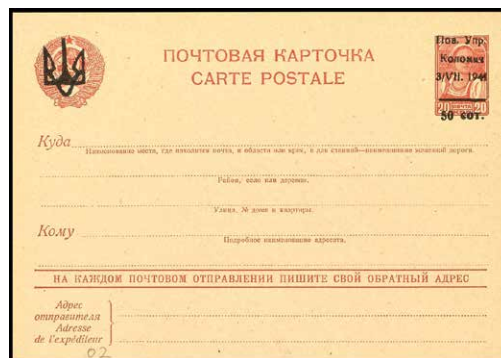 ПОЧТОВАЯ КАРТОЧКА
CARTE POSTALE
Пов. Упр.
Коломия
3/VII. 1941
20 ПОЧТА 20
50 сот.
Куда
Наименование места, где находится почта, и области или края, а для станций—наименование железной дороги.
Район, село или деревня.
Улица, № дома и квартиры.
Кому
Подробное наименование адресата.
НА КАЖДОМ ПОЧТОВОМ ОТПРАВЛЕНИИ ПИШИТЕ СВОЙ ОБРАТНЫЙ АДРЕС
Адрес
отправителя
Adresse
de l'expéditeur
02